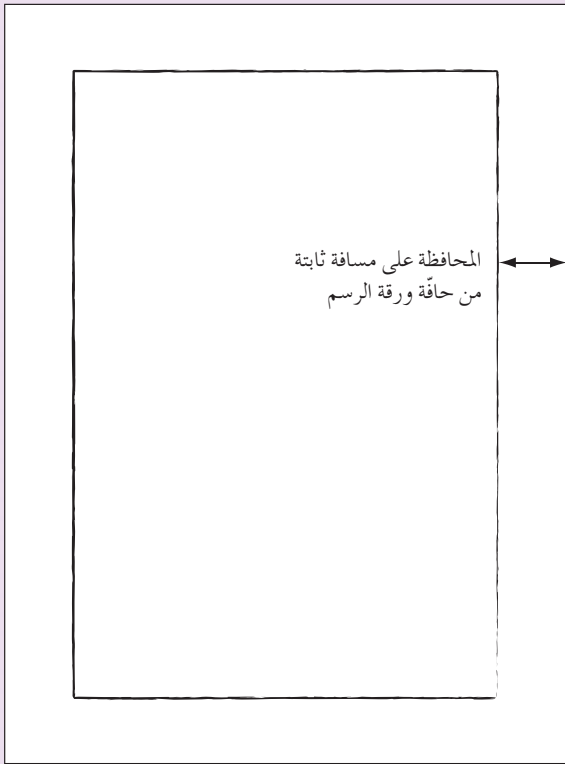 المحافظة على مسافة ثابتة
من حافّة ورقة الرسم